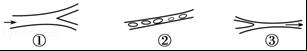 ① ② ③